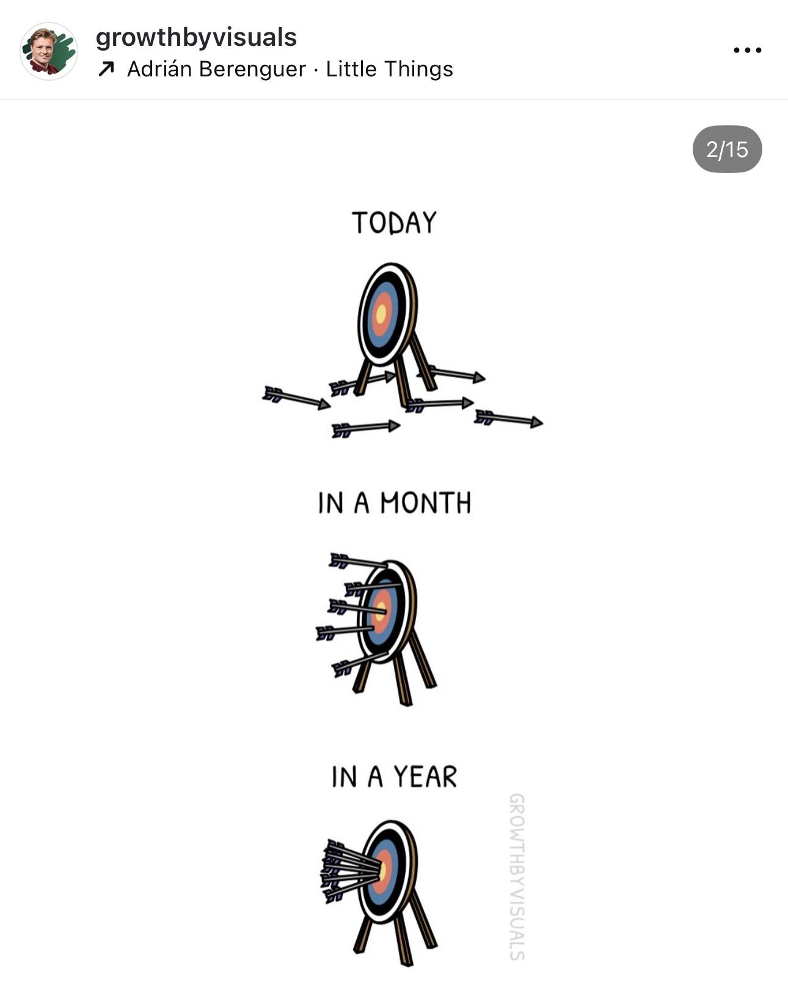 growthbyvisuals
Adrián Berenguer · Little Things
2/15
TODAY
IN A MONTH
IN A YEAR
GROWTHBYVISUALS